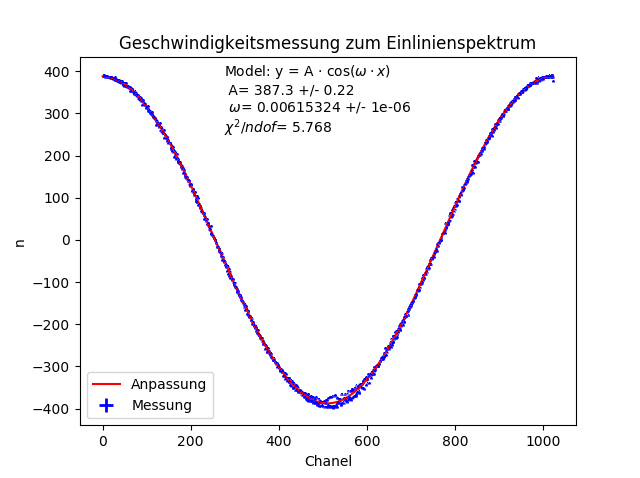 Geschwindigkeitsmessung zum Einlinienspektrum
Model: y = A · cos(ω · x)
A= 387.3 +/- 0.22
ω= 0.00615324 +/- 1e-06
χ²/ndof= 5.768
n
400
300
200
100
0
−100
−200
−300
−400
Anpassung
Messung
0 200 400 600 800 1000
Chanel